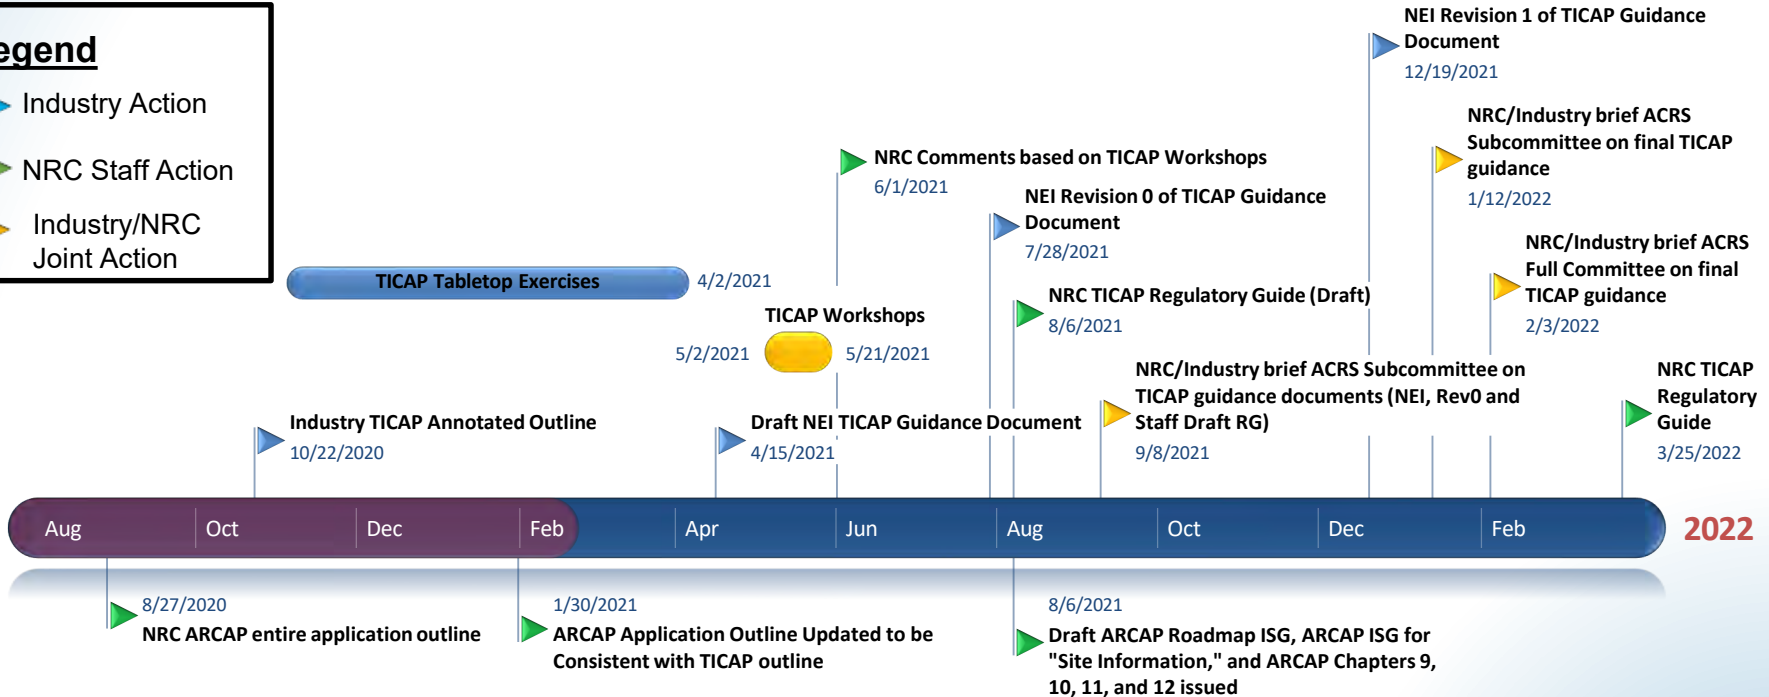 egend
Industry Action
NRC Staff Action
Industry/NRC
Joint Action
NEI Revision 1 of TICAP Guidance
Document
12/19/2021
NRC/Industry brief ACRS
Subcommittee on final TICAP
guidance
1/12/2022
NRC Comments based on TICAP Workshops
6/1/2021
NEI Revision 0 of TICAP Guidance
Document
7/28/2021
NRC/Industry brief ACRS
Full Committee on final
TICAP guidance
2/3/2022
TICAP Tabletop Exercises
4/2/2021
NRC TICAP Regulatory Guide (Draft)
8/6/2021
TICAP Workshops
5/2/2021
5/21/2021
NRC/Industry brief ACRS Subcommittee on
TICAP guidance documents (NEI, Rev0 and
Staff Draft RG)
9/8/2021
NRC TICAP
Regulatory
Guide
3/25/2022
Industry TICAP Annotated Outline
10/22/2020
Draft NEI TICAP Guidance Document
4/15/2021
Aug
Oct
Dec
Feb
Apr
Jun
Aug
Oct
Dec
Feb
2022
8/27/2020
NRC ARCAP entire application outline
1/30/2021
ARCAP Application Outline Updated to be
Consistent with TICAP outline
8/6/2021
Draft ARCAP Roadmap ISG, ARCAP ISG for
"Site Information," and ARCAP Chapters 9,
10, 11, and 12 issued